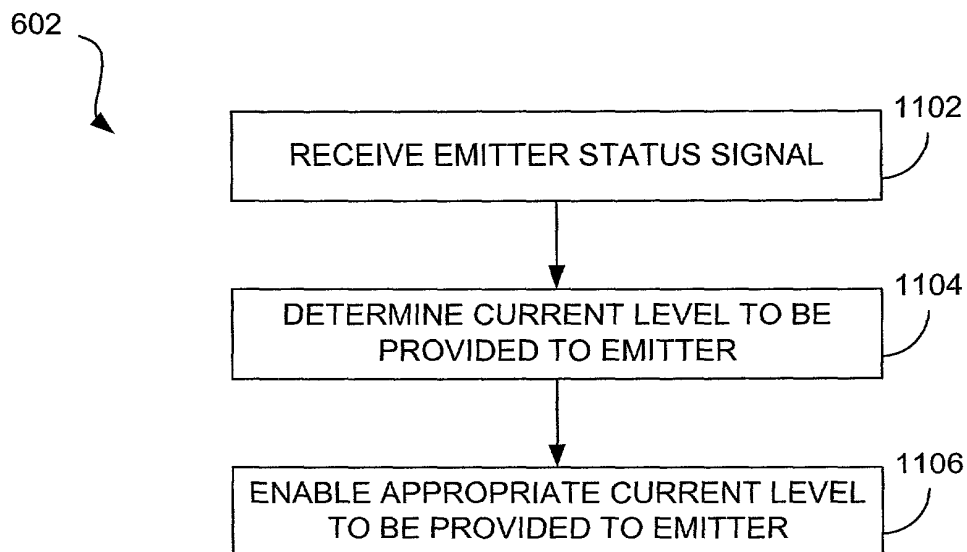 602
1102
RECEIVE EMITTER STATUS SIGNAL
1104
DETERMINE CURRENT LEVEL TO BE
PROVIDED TO EMITTER
1106
ENABLE APPROPRIATE CURRENT LEVEL
TO BE PROVIDED TO EMITTER